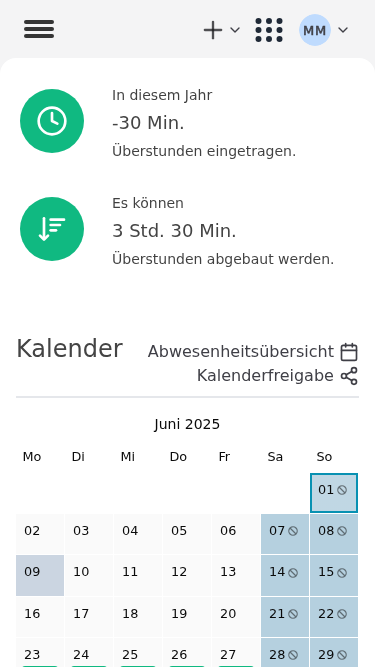 MM
In diesem Jahr
-30 Min.
Überstunden eingetragen.
Es können
3 Std. 30 Min.
Überstunden abgebaut werden.
Kalender
Abwesenheitsübersicht
Kalenderfreigabe
Juni 2025
Mo Di Mi Do Fr Sa So
01
02 03 04 05 06 07 08
09 10 11 12 13 14 15
16 17 18 19 20 21 22
23 24 25 26 27 28 29